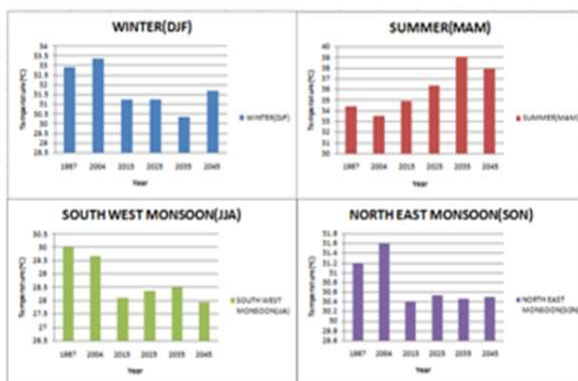 WINTER(DJF)
Temperature(°C)
34
33.5
33
32.5
32
31.5
31
30.5
30
29.5
29
28.5
1987 2004 2015 2025 2035 2045
Year
WINTER(DJF)
SUMMER(MAM)
Temperature(°C)
40
39
38
37
36
35
34
33
32
31
30
1987 2004 2015 2025 2035 2045
Year
SUMMER(MAM)
SOUTH WEST MONSOON(JJA)
Temperature(°C)
30.5
30
29.5
29
28.5
28
27.5
27
26.5
1987 2004 2015 2025 2035 2045
Year
SOUTH WEST
MONSOON(JJA)
NORTH EAST MONSOON(SON)
Temperature(°C)
31.8
31.6
31.2
31
30.8
30.4
30.2
30
28.8
28.6
1987 2004 2015 2025 2035 2045
Year
NORTH EAST
MONSOON(SON)